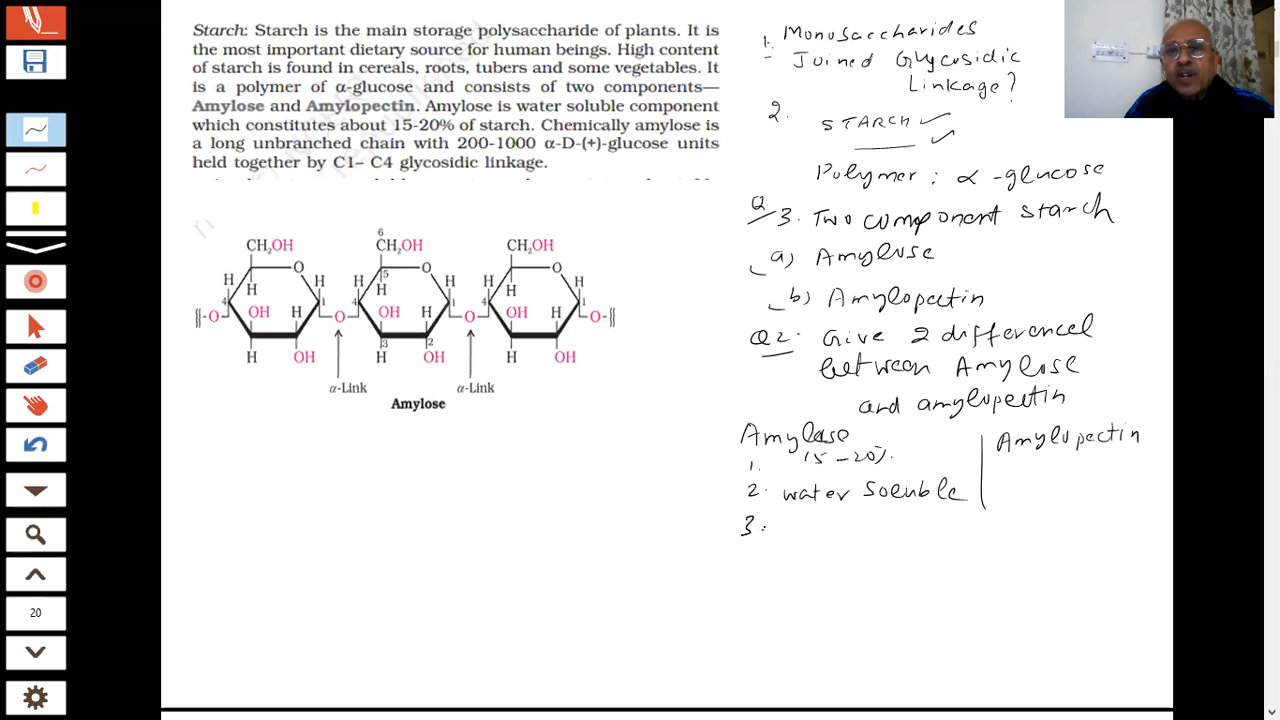 Starch: Starch is the main storage polysaccharide of plants. It is
the most important dietary source for human beings. High content
of starch is found in cereals, roots, tubers and some vegetables. It
is a polymer of α-glucose and consists of two components—
Amylose and Amylopectin. Amylose is water soluble component
which constitutes about 15-20% of starch. Chemically amylose is
a long unbranched chain with 200-1000 α-D-(+)-glucose units
held together by C1– C4 glycosidic linkage.
6
CH₂OH CH₂OH CH₂OH
O 5 O O
H H H H H H
H H H
4 1 4 1 4 1
O OH H O OH H O OH H O
3 2
H OH H OH H OH
α-Link α-Link
Amylose
1. Monosaccharides
Joined Glycosidic
Linkage?
2. STARCH
Polymer: α-glucose
Q 3. Two component starch
a) Amylose
b) Amylopectin
Q2. Give 2 differencel
between Amylose
and amylopectin
Amylase | Amylopectin
1. 15-20%.
2. water soluble
3.
20